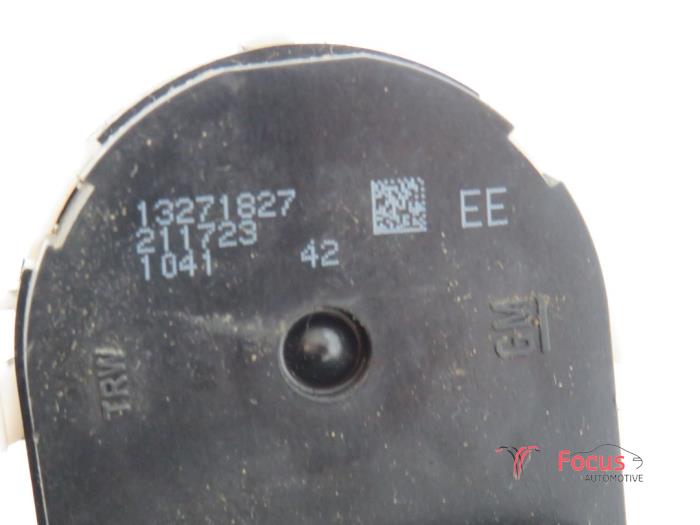 13271827
211723
1041 42
EE
TRW
GM
Focus
AUTOMOTIVE